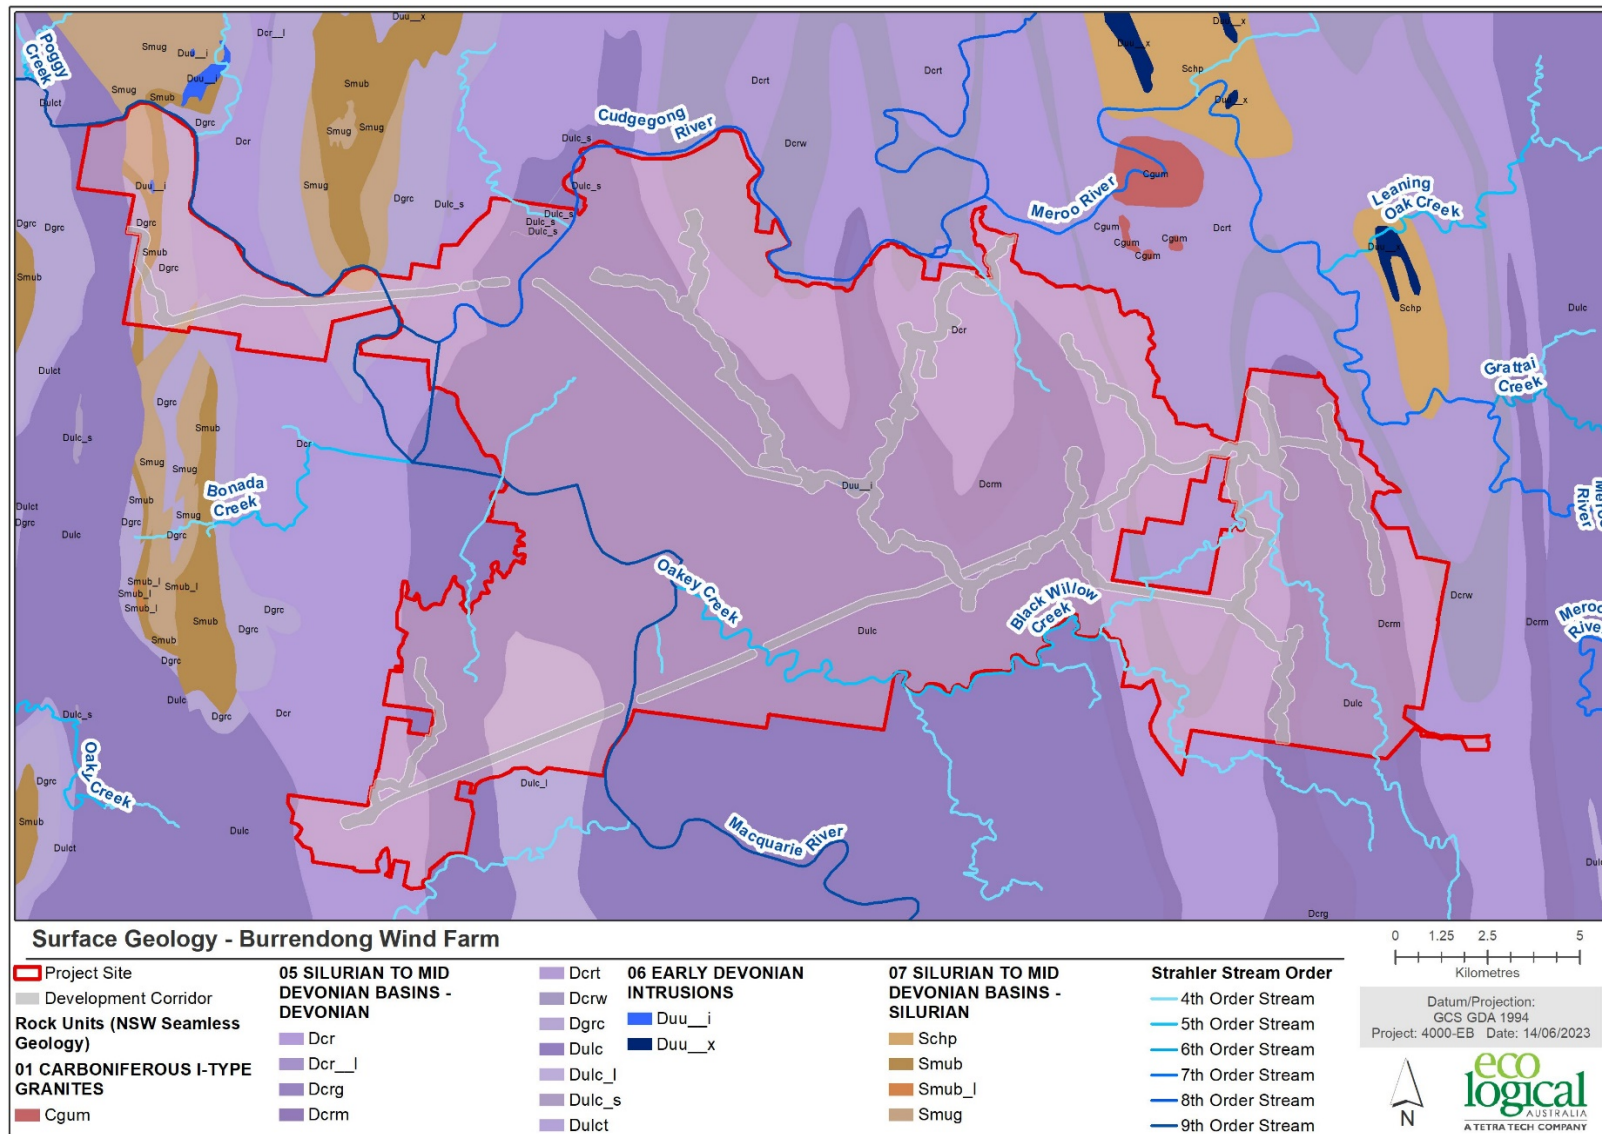 Poggy
Creek
Smug
Duu__i
Dcr__l
Duu__i
Smug
Smub
Dulct
Dgrc
Dcr
Smub
Smug
Smug
Smug
Dgrc
Dulc_s
Dulc_s
Dulc_s
Dulc_s
Dulc_s
Dulc_s
Cudgegong
River
Dcrt
Dcrw
Dcrt
Duu__x
Duu__x
Schp
Duu__x
Cgum
Meroo River
Cgum
Cgum
Cgum
Cgum
Dcrt
Leaning
Oak Creek
Schp
Dulc
Grattai
Creek
Duu__i
Dgrc
Smub
Dgrc
Dgrc
Dgrc
Smub
Dulct
Dgrc
Dulc_s
Smub
Dcr
Smug
Smug
Smub
Bonada
Creek
Dgrc
Smug
Dgrc
Dulct
Dgrc
Dulc
Smub_l
Smub_l
Smub_l
Smub_l
Smub
Smub
Dgrc
Dgrc
Dgrc
Dulc
Dgrc
Dcr
Dulc_s
Oaky Creek
Dgrc
Smub
Dulct
Dulc
Dcr
Dcrm
Duu__i
Oakey Creek
Dulc
Black Willow
Creek
Dulc_l
Macquarie River
Dcrm
Dulc
Dcrw
Dcrm
River
Meroo
River
Dcrg
Surface Geology - Burrendong Wind Farm
Project Site
Development Corridor
Rock Units (NSW Seamless
Geology)
01 CARBONIFEROUS I-TYPE
GRANITES
Cgum
05 SILURIAN TO MID
DEVONIAN BASINS -
DEVONIAN
Dcr
Dcr__l
Dcrg
Dcrm
Dcrt
Dcrw
Dgrc
Dulc
Dulc_l
Dulc_s
Dulct
06 EARLY DEVONIAN
INTRUSIONS
Duu__i
Duu__x
07 SILURIAN TO MID
DEVONIAN BASINS -
SILURIAN
Schp
Smub
Smub_l
Smug
Strahler Stream Order
4th Order Stream
5th Order Stream
6th Order Stream
7th Order Stream
8th Order Stream
9th Order Stream
0 1.25 2.5 5
Kilometres
Datum/Projection:
GCS GDA 1994
Project: 4000-EB Date: 14/06/2023
N
eco
logical
AUSTRALIA
A TETRA TECH COMPANY